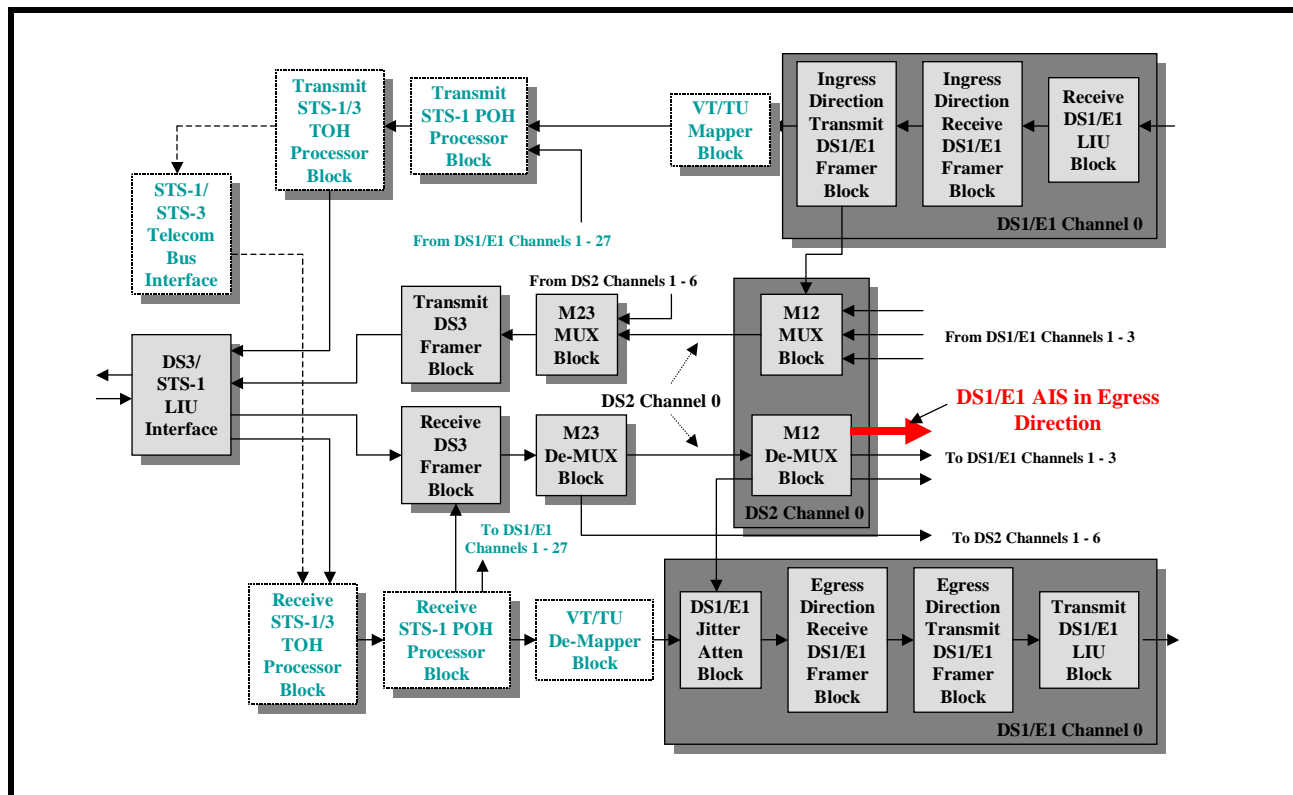 Transmit
STS-1/3
TOH
Processor
Block
Transmit
STS-1 POH
Processor
Block
VT/TU
Mapper
Block
Ingress
Direction
Transmit
DS1/E1
Framer
Block
Ingress
Direction
Receive
DS1/E1
Framer
Block
Receive
DS1/E1
LIU
Block
DS1/E1 Channel 0
STS-1/
STS-3
Telecom
Bus
Interface
From DS1/E1 Channels 1 - 27
From DS2 Channels 1 - 6
Transmit
DS3
Framer
Block
M23
MUX
Block
M12
MUX
Block
From DS1/E1 Channels 1 - 3
DS3/
STS-1
LIU
Interface
DS2 Channel 0
DS1/E1 AIS in Egress
Direction
Receive
DS3
Framer
Block
M23
De-MUX
Block
M12
De-MUX
Block
To DS1/E1 Channels 1 - 3
DS2 Channel 0
To DS1/E1
Channels 1 - 27
To DS2 Channels 1 - 6
Receive
STS-1/3
TOH
Processor
Block
Receive
STS-1 POH
Processor
Block
VT/TU
De-Mapper
Block
DS1/E1
Jitter
Atten
Block
Egress
Direction
Receive
DS1/E1
Framer
Block
Egress
Direction
Transmit
DS1/E1
Framer
Block
Transmit
DS1/E1
LIU
Block
DS1/E1 Channel 0